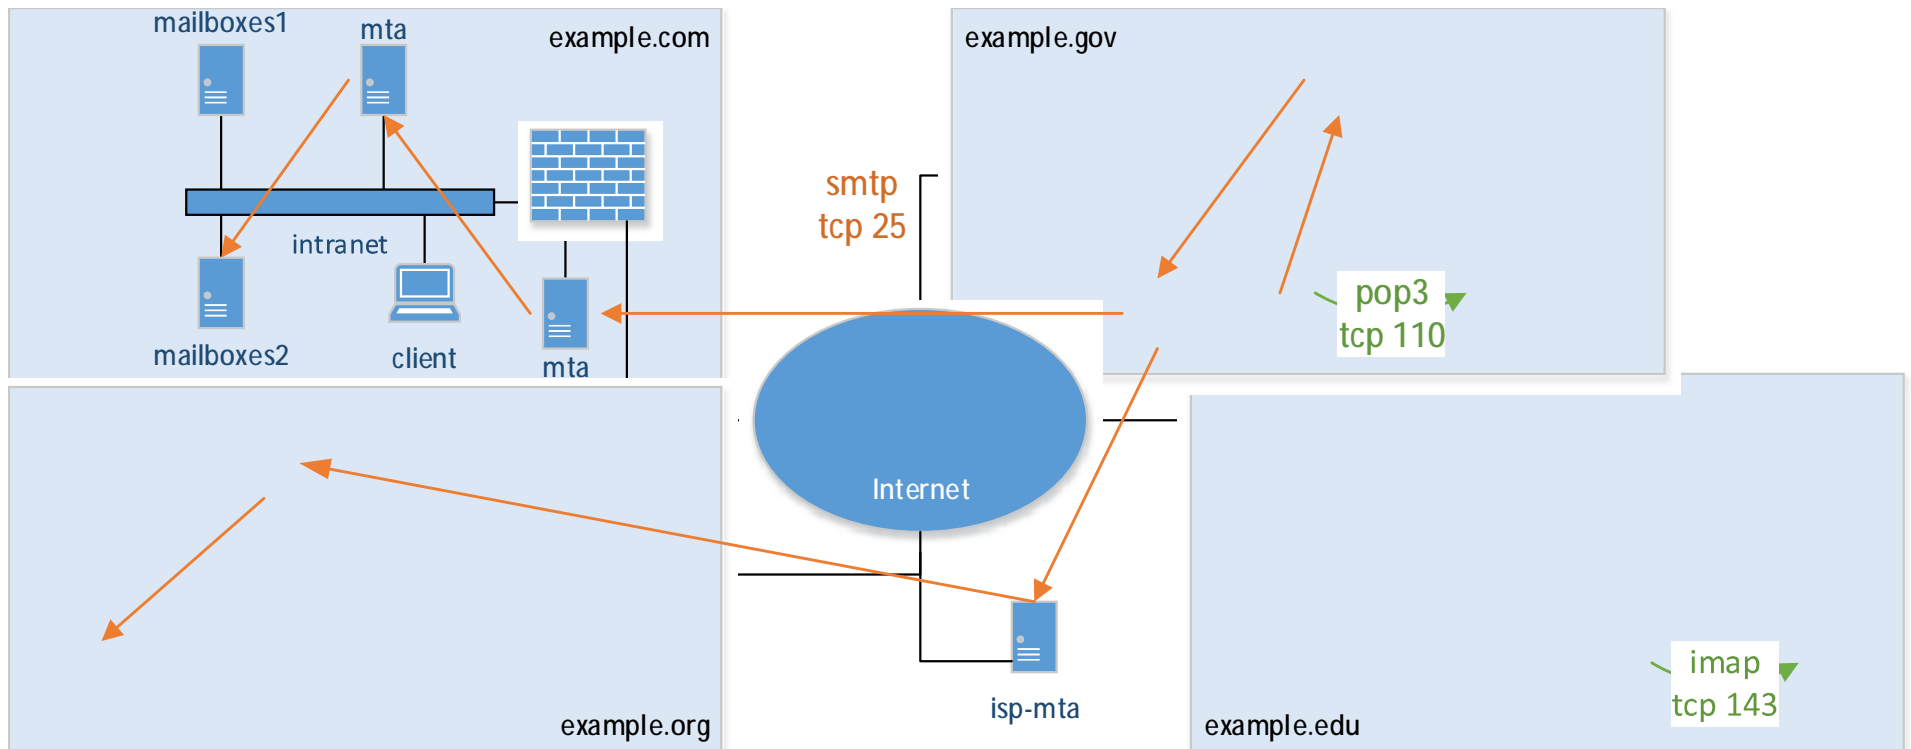 mailboxes1
mta
example.com
intranet
mailboxes2
client
mta
smtp
tcp 25
example.gov
pop3
tcp 110
Internet
example.org
isp-mta
example.edu
imap
tcp 143